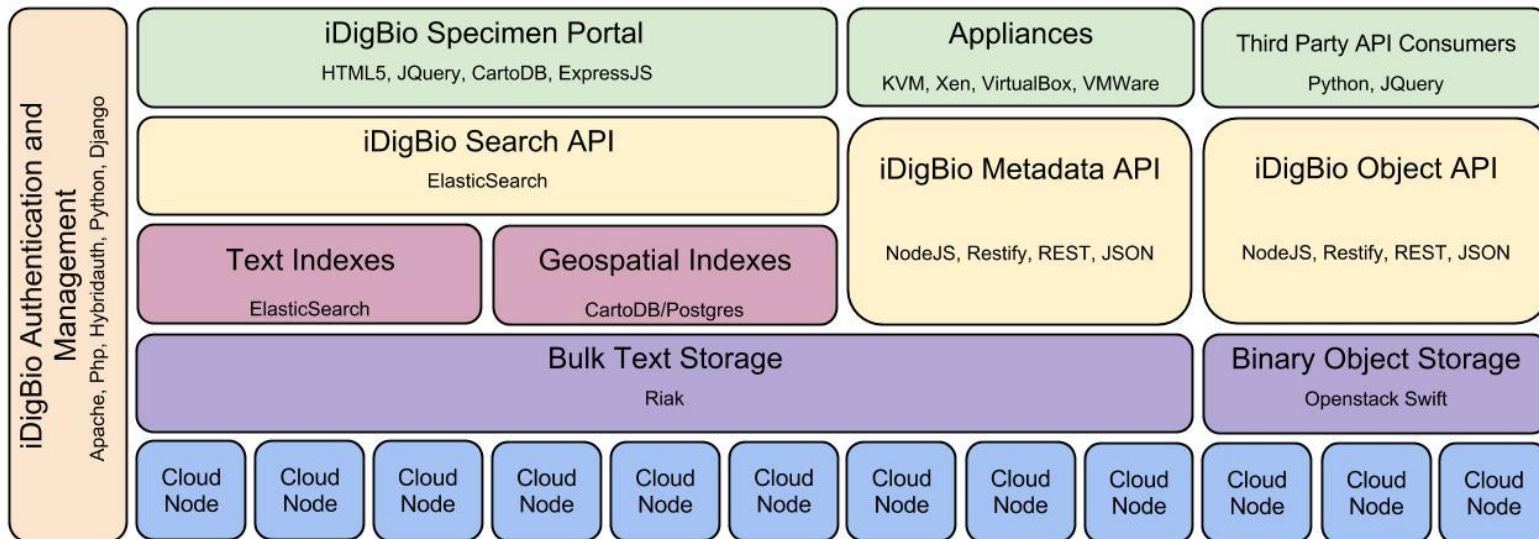 iDigBio Authentication and
Management
Apache, Php, Hybridauth, Python, Django
iDigBio Specimen Portal
HTML5, JQuery, CartoDB, ExpressJS
Appliances
KVM, Xen, VirtualBox, VMWare
Third Party API Consumers
Python, JQuery
iDigBio Search API
ElasticSearch
iDigBio Metadata API
NodeJS, Restify, REST, JSON
iDigBio Object API
NodeJS, Restify, REST, JSON
Text Indexes
ElasticSearch
Geospatial Indexes
CartoDB/Postgres
Bulk Text Storage
Riak
Binary Object Storage
Openstack Swift
Cloud
Node
Cloud
Node
Cloud
Node
Cloud
Node
Cloud
Node
Cloud
Node
Cloud
Node
Cloud
Node
Cloud
Node
Cloud
Node
Cloud
Node
Cloud
Node